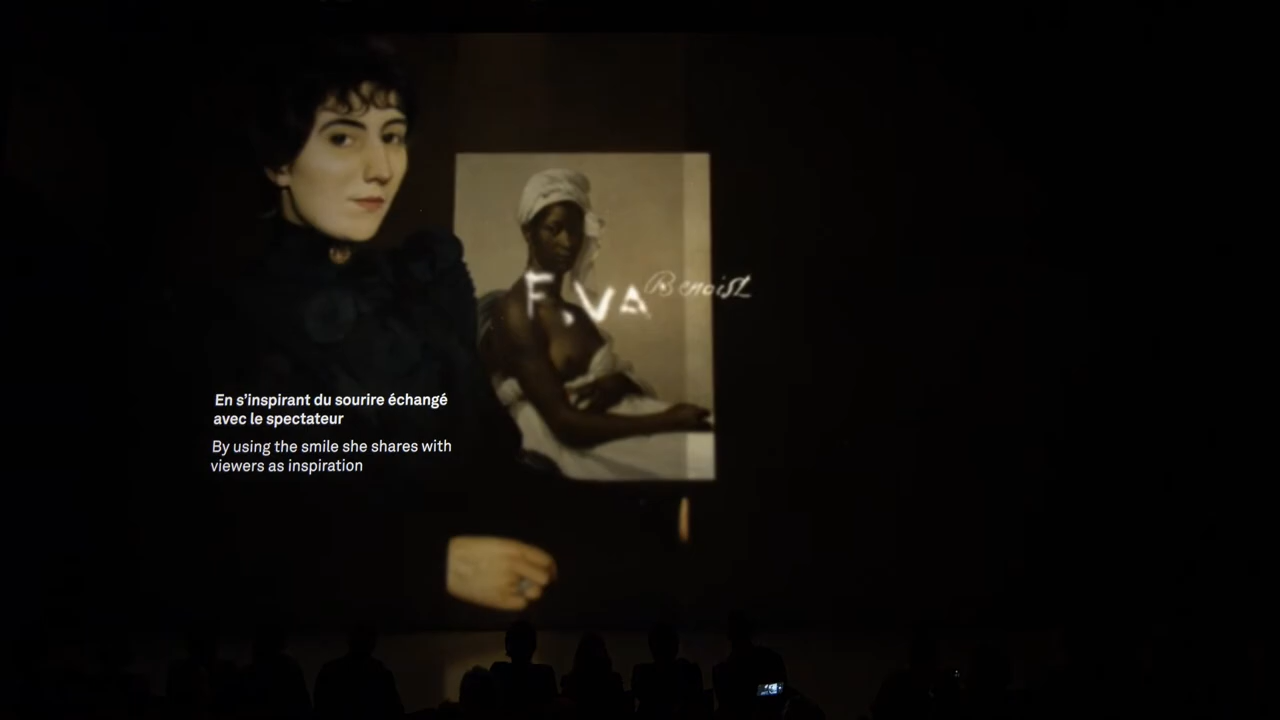 F. VA
Benoist
En s'inspirant du sourire échangé
avec le spectateur
By using the smile she shares with
viewers as inspiration